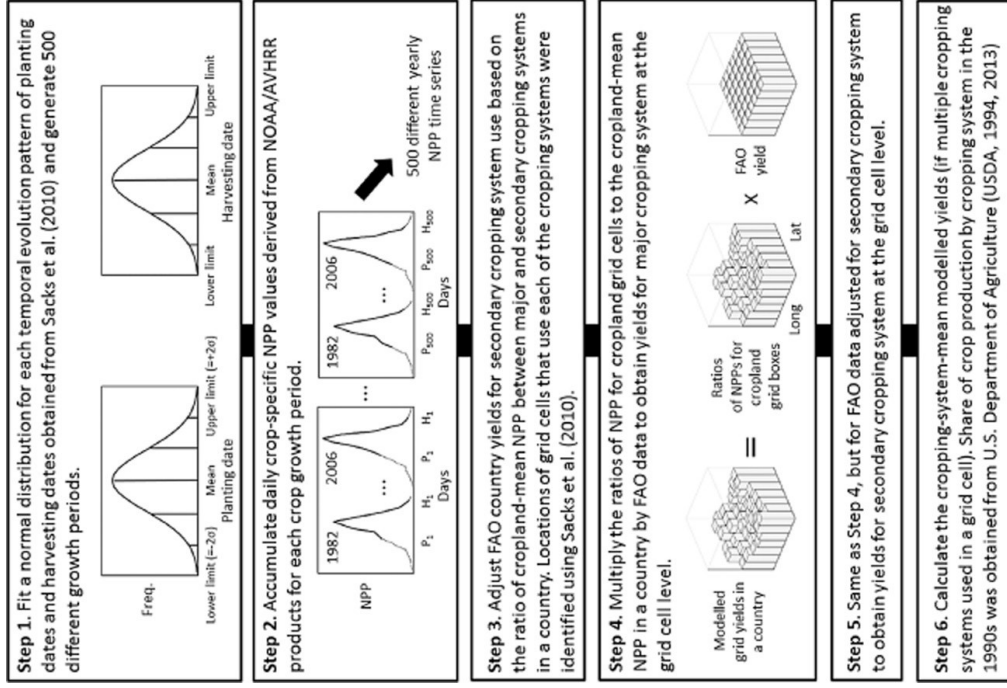 Step 1. Fit a normal distribution for each temporal evolution pattern of planting
dates and harvesting dates obtained from Sacks et al. (2010) and generate 500
different growth periods.
Freq.
Lower limit (=-2σ)
Mean
Upper limit (=+2σ)
Planting date
Lower limit
Mean
Upper limit
Harvesting date
Step 2. Accumulate daily crop-specific NPP values derived from NOAA/AVHRR
products for each crop growth period.
NPP
1982
2006
...
P1 H1 P1 H1
Days
...
1982
2006
...
P500 H500 P500 H500
Days
500 different yearly
NPP time series
Step 3. Adjust FAO country yields for secondary cropping system use based on
the ratio of cropland-mean NPP between major and secondary cropping systems
in a country. Locations of grid cells that use each of the cropping systems were
identified using Sacks et al. (2010).
Step 4. Multiply the ratios of NPP for cropland grid cells to the cropland-mean
NPP in a country by FAO data to obtain yields for major cropping system at the
grid cell level.
Modelled
grid yields in
a country
=
Ratios
of NPPs for
cropland
grid boxes
Long
Lat
x
FAO
yield
Step 5. Same as Step 4, but for FAO data adjusted for secondary cropping system
to obtain yields for secondary cropping system at the grid cell level.
Step 6. Calculate the cropping-system-mean modelled yields (if multiple cropping
systems used in a grid cell). Share of crop production by cropping system in the
1990s was obtained from U.S. Department of Agriculture (USDA, 1994, 2013)